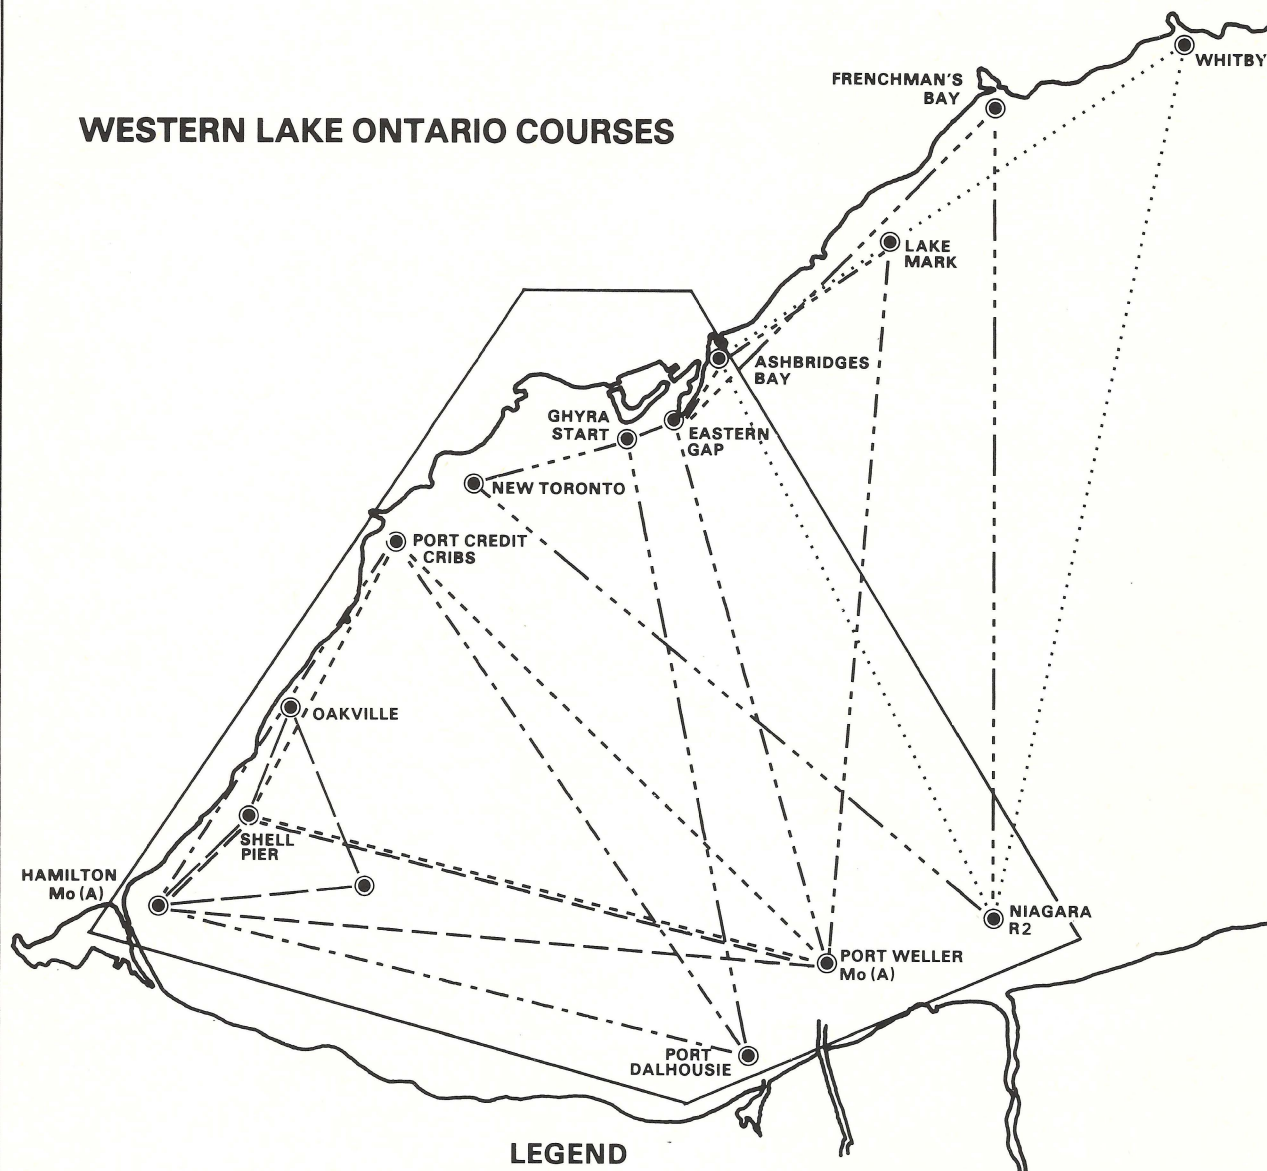 WHITBY
FRENCHMAN'S
BAY
WESTERN LAKE ONTARIO COURSES
LAKE
MARK
ASHBRIDGES
BAY
GHYRA
START
EASTERN
GAP
NEW TORONTO
PORT CREDIT
CRIBS
OAKVILLE
SHELL
PIER
HAMILTON
Mo (A)
NIAGARA
R2
PORT WELLER
Mo (A)
PORT
DALHOUSIE
LEGEND